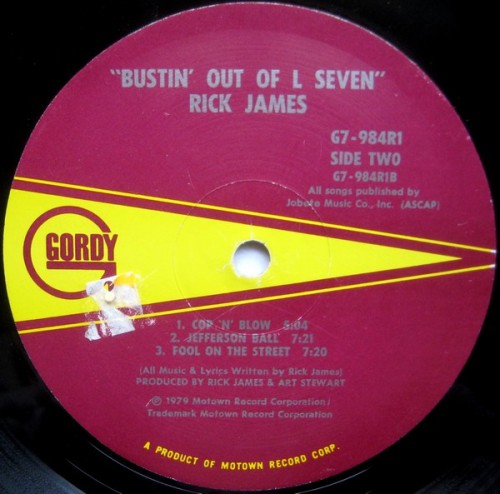 "BUSTIN' OUT OF L SEVEN"
RICK JAMES
G7-984R1
SIDE TWO
G7-984R1B
All songs published by
Jobete Music Co., Inc. (ASCAP)
GORDY
1. COP 'N' BLOW 5:04
2. JEFFERSON BALL 7:21
3. FOOL ON THE STREET 7:20
(All Music & Lyrics Written by Rick James)
PRODUCED BY RICK JAMES & ART STEWART
℗ 1979 Motown Record Corporation
Trademark Motown Record Corporation
A PRODUCT OF MOTOWN RECORD CORP.